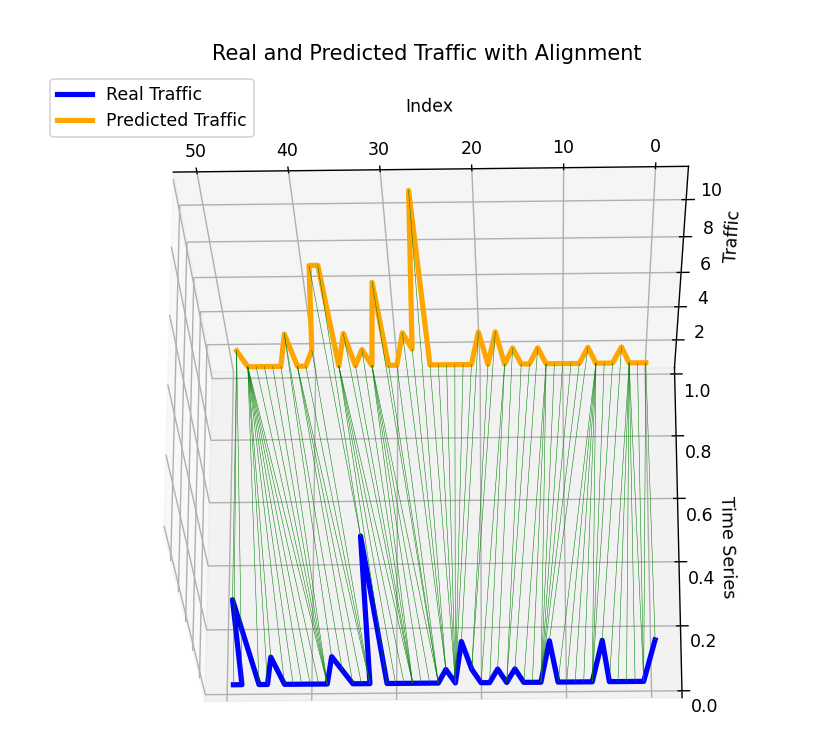 Real and Predicted Traffic with Alignment
Real Traffic
Predicted Traffic
Index
50 40 30 20 10 0
10
8
6
4
2
Traffic
1.0
0.8
0.6
0.4
0.2
0.0
Time Series